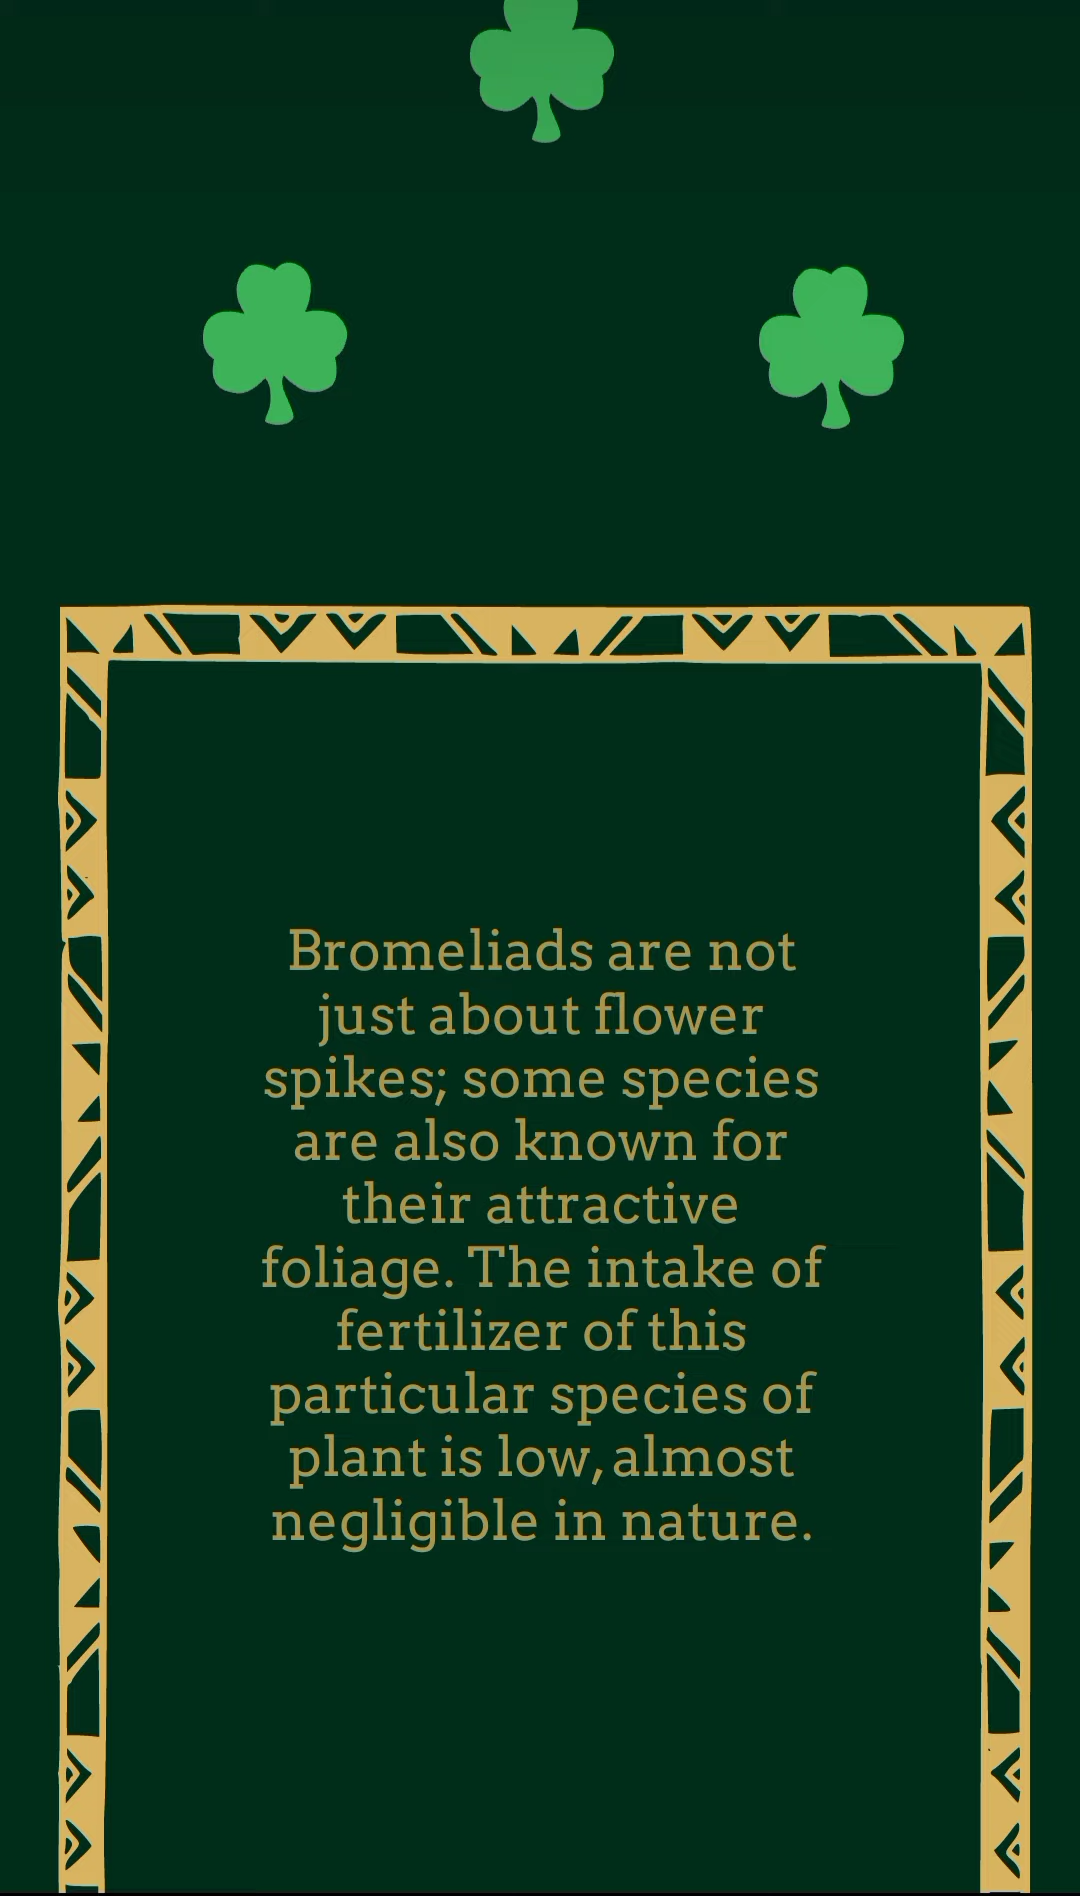 Bromeliads are not
just about flower
spikes; some species
are also known for
their attractive
foliage. The intake of
fertilizer of this
particular species of
plant is low, almost
negligible in nature.